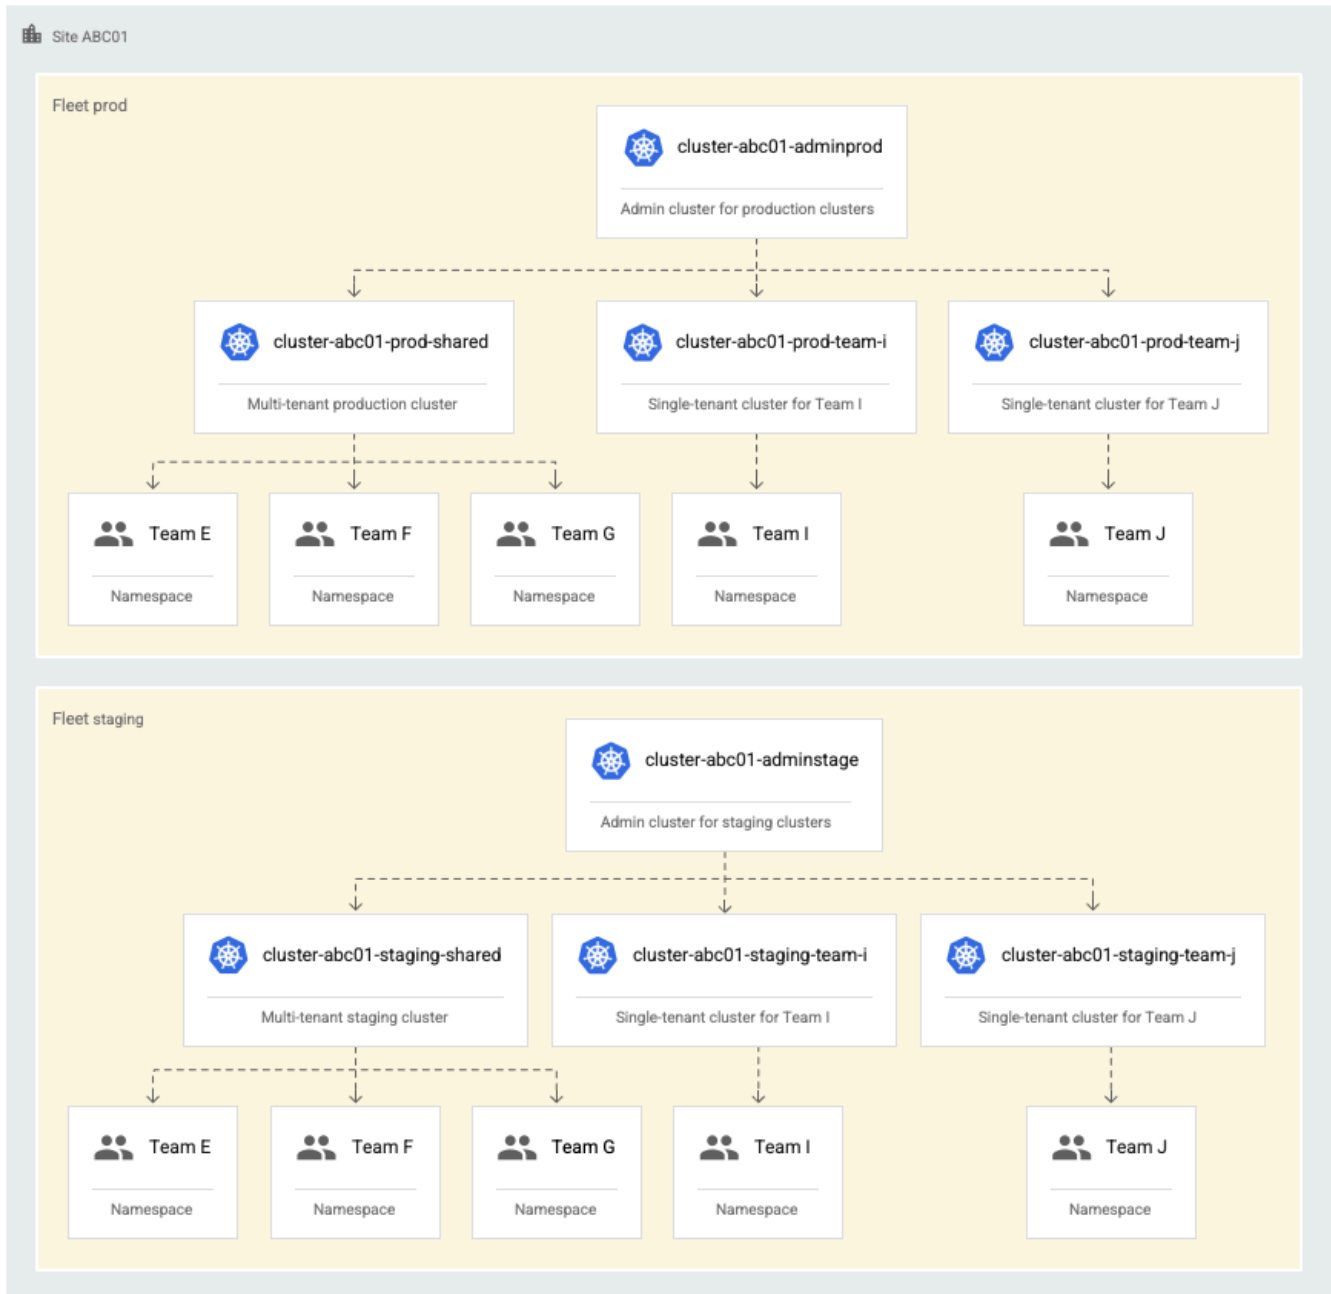 Site ABC01
Fleet prod
cluster-abc01-adminprod
Admin cluster for production clusters
cluster-abc01-prod-shared
Multi-tenant production cluster
cluster-abc01-prod-team-i
Single-tenant cluster for Team I
cluster-abc01-prod-team-j
Single-tenant cluster for Team J
Team E
Namespace
Team F
Namespace
Team G
Namespace
Team I
Namespace
Team J
Namespace
Fleet staging
cluster-abc01-adminstage
Admin cluster for staging clusters
cluster-abc01-staging-shared
Multi-tenant staging cluster
cluster-abc01-staging-team-i
Single-tenant cluster for Team I
cluster-abc01-staging-team-j
Single-tenant cluster for Team J
Team E
Namespace
Team F
Namespace
Team G
Namespace
Team I
Namespace
Team J
Namespace